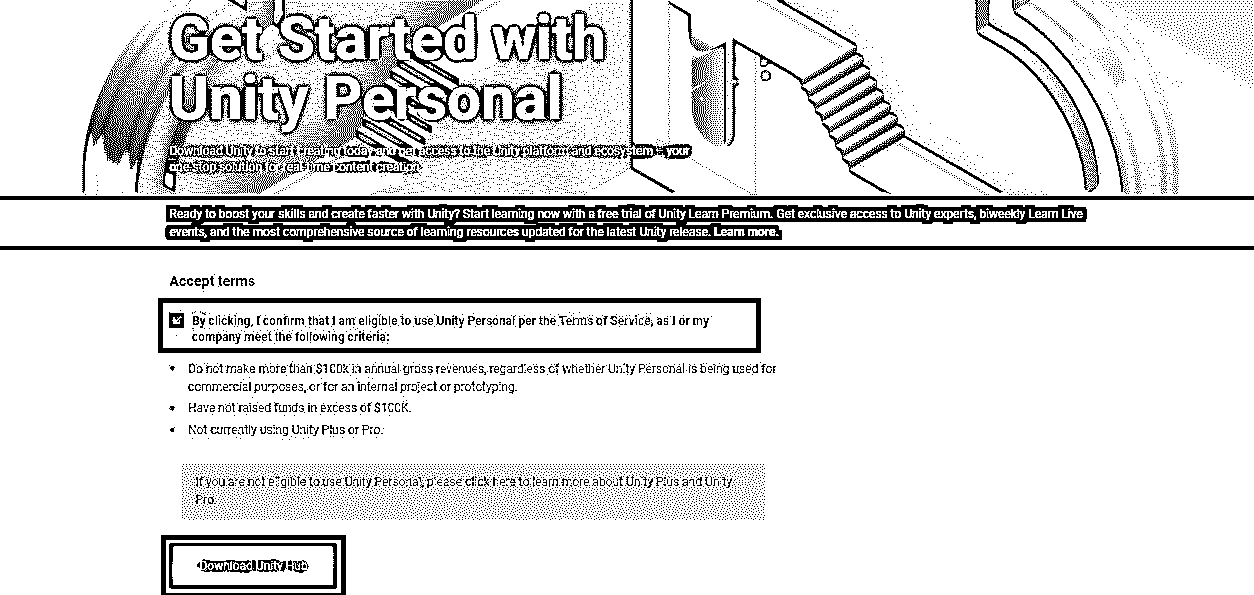 Get Started with
Unity Personal
Download Unity to start creating today and get access to the Unity platform and ecosystem – your
one-stop solution for real-time content creation.
Ready to boost your skills and create faster with Unity? Start learning now with a free trial of Unity Learn Premium. Get exclusive access to Unity experts, biweekly Learn Live
events, and the most comprehensive source of learning resources updated for the latest Unity release. Learn more.
Accept terms
By clicking, I confirm that I am eligible to use Unity Personal per the Terms of Service, as I or my
company meet the following criteria:
• Do not make more than $100k in annual gross revenues, regardless of whether Unity Personal is being used for
commercial purposes, or for an internal project or prototyping.
• Have not raised funds in excess of $100K.
• Not currently using Unity Plus or Pro.
If you are not eligible to use Unity Personal, please click here to learn more about Unity Plus and Unity
Pro
Download Unity Hub